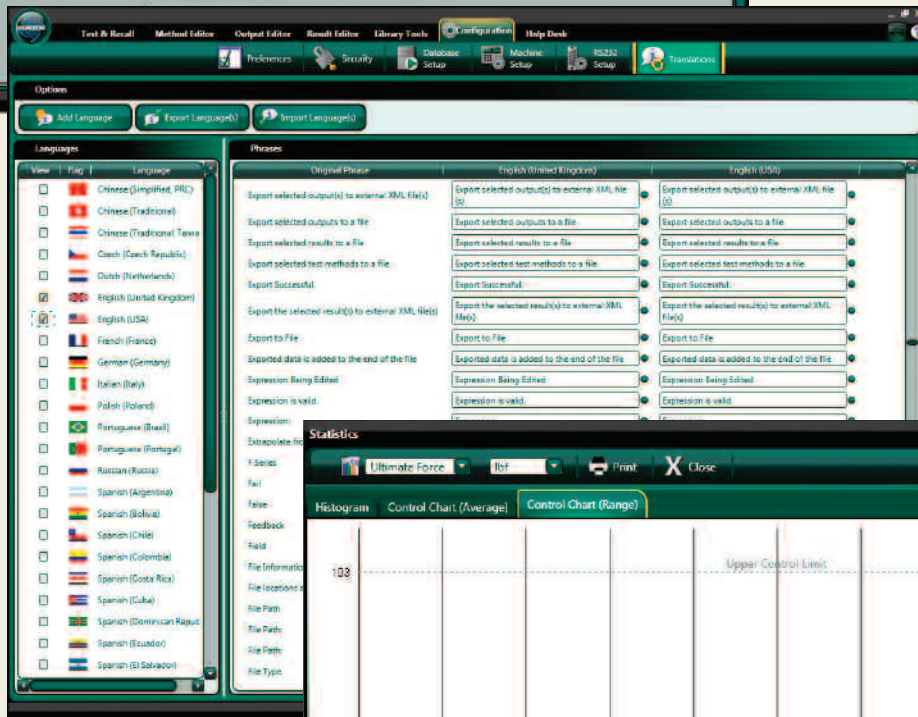 HORIZON
Test & Recall Method Editor Output Editor Result Editor Library Tools Configuration Help Desk
Preferences Security Database Setup Machine Setup RS232 Setup Translations
Options
Add Language Export Language(s) Import Language(s)
Languages
View Flag Language
Chinese (Simplified, PRC)
Chinese (Traditional)
Chinese (Traditional Taiwa
Czech (Czech Republic)
Dutch (Netherlands)
English (United Kingdom)
English (USA)
French (France)
German (Germany)
Italian (Italy)
Polish (Poland)
Portuguese (Brazil)
Portuguese (Portugal)
Russian (Russia)
Spanish (Argentina)
Spanish (Bolivia)
Spanish (Chile)
Spanish (Colombia)
Spanish (Costa Rica)
Spanish (Cuba)
Spanish (Dominican Repub
Spanish (Ecuador)
Spanish (El Salvador)
Phrases
Original Phrase English (United Kingdom) English (USA)
Export selected output(s) to external XML file(s) Export selected output(s) to external XML file (s) Export selected output(s) to external XML file (s)
Export selected outputs to a file Export selected outputs to a file Export selected outputs to a file
Export selected results to a file Export selected results to a file Export selected results to a file
Export selected test methods to a file Export selected test methods to a file Export selected test methods to a file
Export Successful. Export Successful. Export Successful.
Export the selected result(s) to external XML file(s) Export the selected result(s) to external XML file(s) Export the selected result(s) to external XML file(s)
Export to File Export to File Export to File
Exported data is added to the end of the file Exported data is added to the end of the file Exported data is added to the end of the file
Expression Being Edited Expression Being Edited Expression Being Edited
Expression is valid. Expression is valid. Expression is valid.
Expression:
Extrapolate fro
F Series
Fail
False
Feedback
Field
File Informatio
File locations
File Path
File Path:
File Path:
File Type
Statistics
Ultimate Force lbf Print Close
Histogram Control Chart (Average) Control Chart (Range)
Upper Control Limit
103